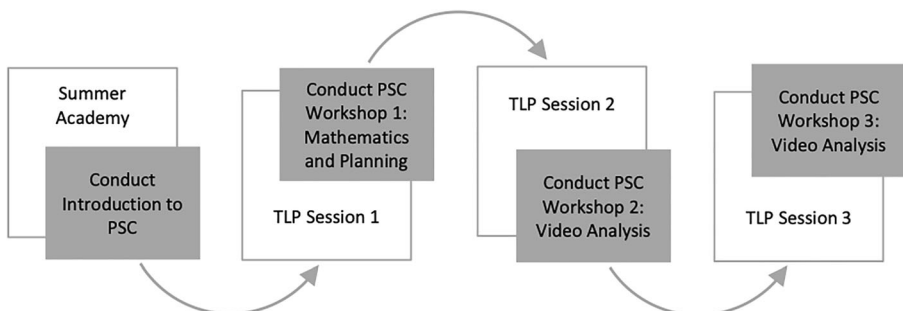 Summer
Academy
Conduct
Introduction to
PSC
Conduct PSC
Workshop 1:
Mathematics
and Planning
TLP Session 1
TLP Session 2
Conduct PSC
Workshop 2:
Video Analysis
Conduct PSC
Workshop 3:
Video Analysis
TLP Session 3